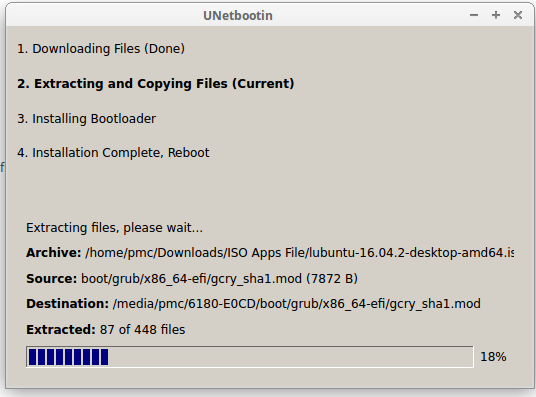 UNetbootin
1. Downloading Files (Done)
2. Extracting and Copying Files (Current)
3. Installing Bootloader
4. Installation Complete, Reboot
Extracting files, please wait...
Archive: /home/pmc/Downloads/ISO Apps File/lubuntu-16.04.2-desktop-amd64.is
Source: boot/grub/x86_64-efi/gcry_sha1.mod (7872 B)
Destination: /media/pmc/6180-E0CD/boot/grub/x86_64-efi/gcry_sha1.mod
Extracted: 87 of 448 files
18%